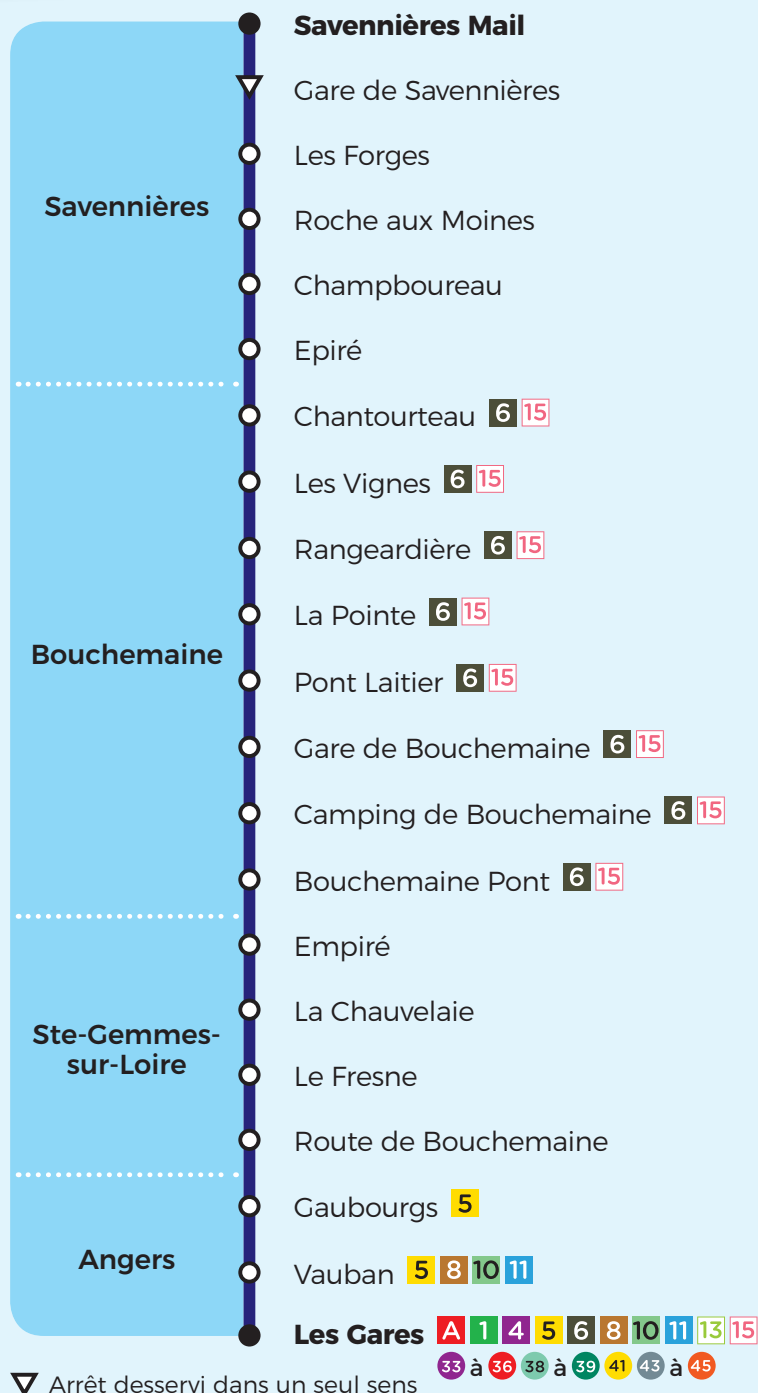 Savennières Mail
Gare de Savennières
Les Forges
Savennières
Roche aux Moines
Champboureau
Epiré
Chantourteau 6 15
Les Vignes 6 15
Rangeardière 6 15
La Pointe 6 15
Bouchemaine
Pont Laitier 6 15
Gare de Bouchemaine 6 15
Camping de Bouchemaine 6 15
Bouchemaine Pont 6 15
Empiré
La Chauvelaie
Ste-Gemmes-
sur-Loire
Le Fresne
Route de Bouchemaine
Gaubourgs 5
Angers
Vauban 5 8 10 11
Les Gares A 1 4 5 6 8 10 11 13 15
33 à 36 38 à 39 41 43 à 45
Arrêt desservi dans un seul sens